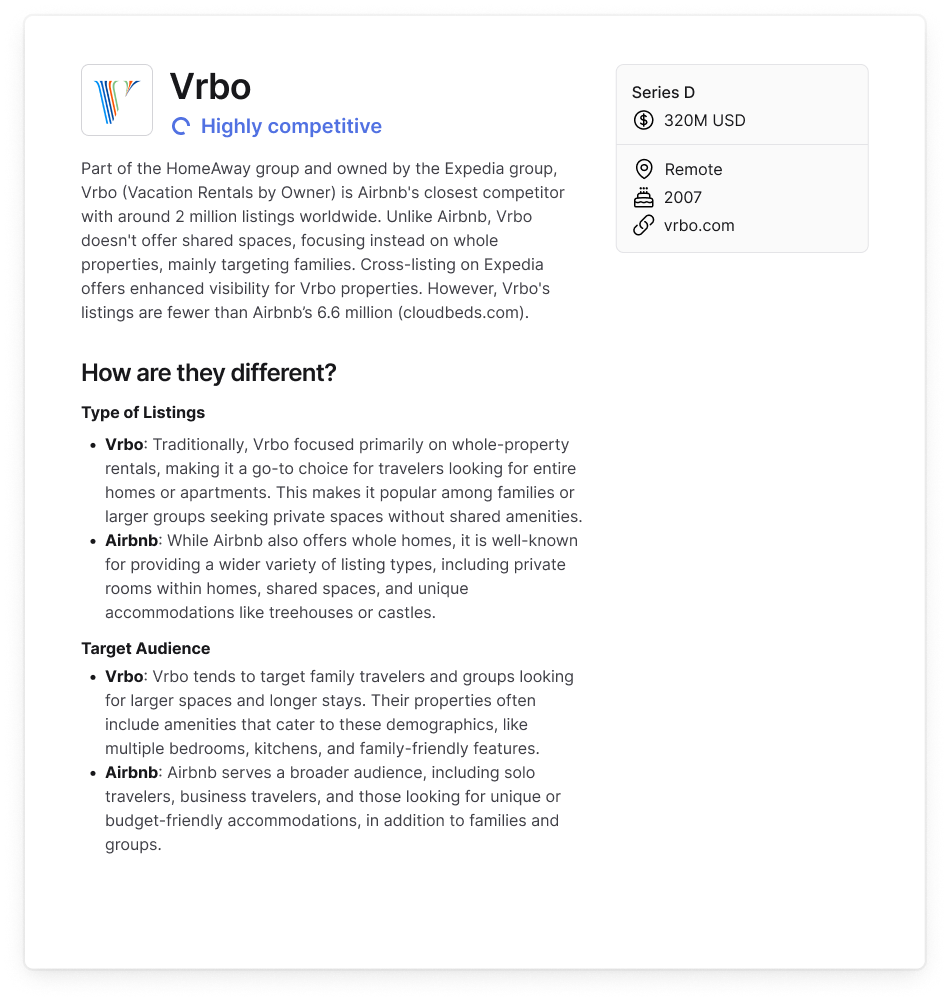 Vrbo
Highly competitive
Part of the HomeAway group and owned by the Expedia group,
Vrbo (Vacation Rentals by Owner) is Airbnb's closest competitor
with around 2 million listings worldwide. Unlike Airbnb, Vrbo
doesn't offer shared spaces, focusing instead on whole
properties, mainly targeting families. Cross-listing on Expedia
offers enhanced visibility for Vrbo properties. However, Vrbo's
listings are fewer than Airbnb’s 6.6 million (cloudbeds.com).
How are they different?
Type of Listings
• Vrbo: Traditionally, Vrbo focused primarily on whole-property
rentals, making it a go-to choice for travelers looking for entire
homes or apartments. This makes it popular among families or
larger groups seeking private spaces without shared amenities.
• Airbnb: While Airbnb also offers whole homes, it is well-known
for providing a wider variety of listing types, including private
rooms within homes, shared spaces, and unique
accommodations like treehouses or castles.
Target Audience
• Vrbo: Vrbo tends to target family travelers and groups looking
for larger spaces and longer stays. Their properties often
include amenities that cater to these demographics, like
multiple bedrooms, kitchens, and family-friendly features.
• Airbnb: Airbnb serves a broader audience, including solo
travelers, business travelers, and those looking for unique or
budget-friendly accommodations, in addition to families and
groups.
Series D
320M USD
Remote
2007
vrbo.com